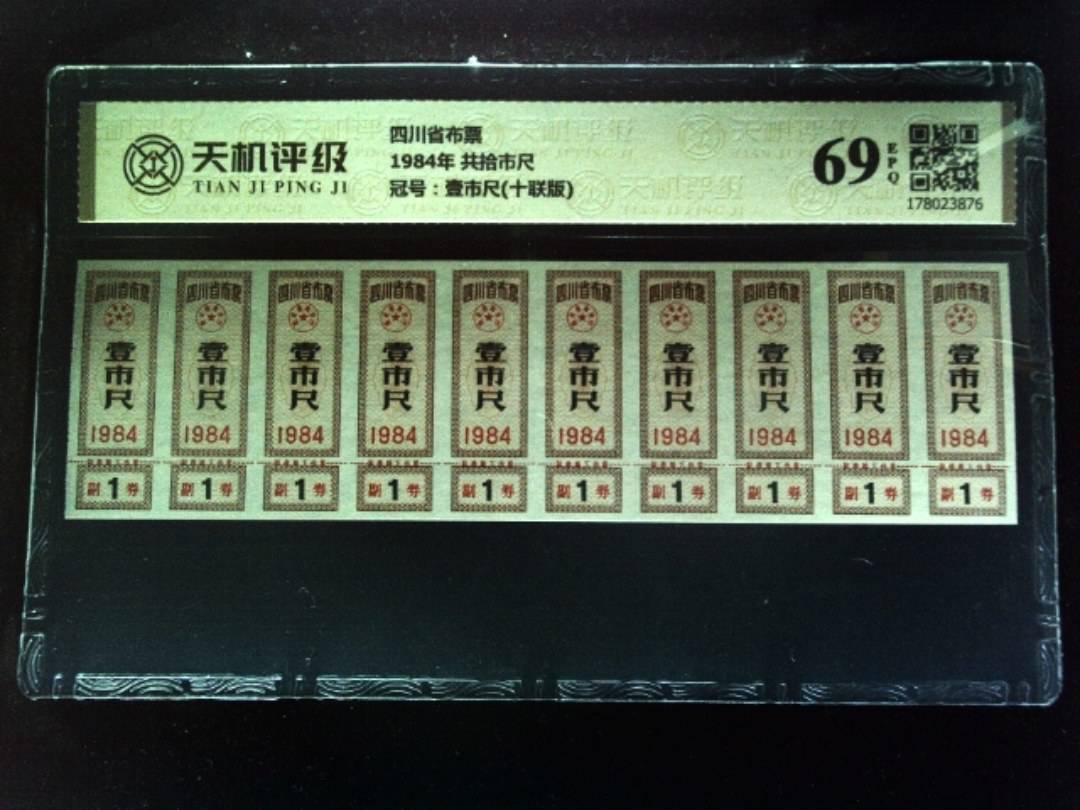 天机评级
TIAN JI PING JI
四川省布票
1984年 共拾市尺
冠号：壹市尺(十联版)
69
EPQ
178023876
四川省布票 四川省布票 四川省布票 四川省布票 四川省布票 四川省布票 四川省布票 四川省布票 四川省布票 四川省布票
壹市尺 壹市尺 壹市尺 壹市尺 壹市尺 壹市尺 壹市尺 壹市尺 壹市尺 壹市尺
1984 1984 1984 1984 1984 1984 1984 1984 1984 1984
副1券 副1券 副1券 副1券 副1券 副1券 副1券 副1券 副1券 副1券